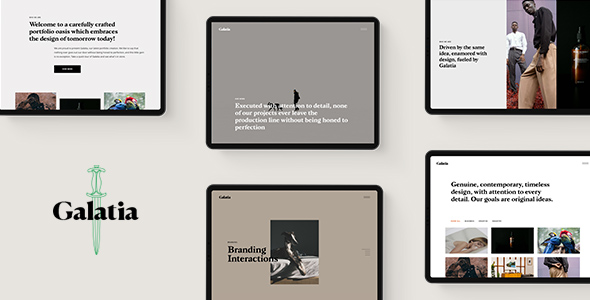 Welcome to a carefully crafted
portfolio oasis which embraces
the design of tomorrow today!
Galatia
Executed with attention to detail, none
of our projects ever leave the
production line without being honed to
perfection
Driven by the same
idea, enamored with
design, fueled by
Galatia
Galatia
Galatia
Branding
Interactions
Galatia
Genuine, contemporary, timeless
design, with attention to every
detail. Our goals are original ideas.